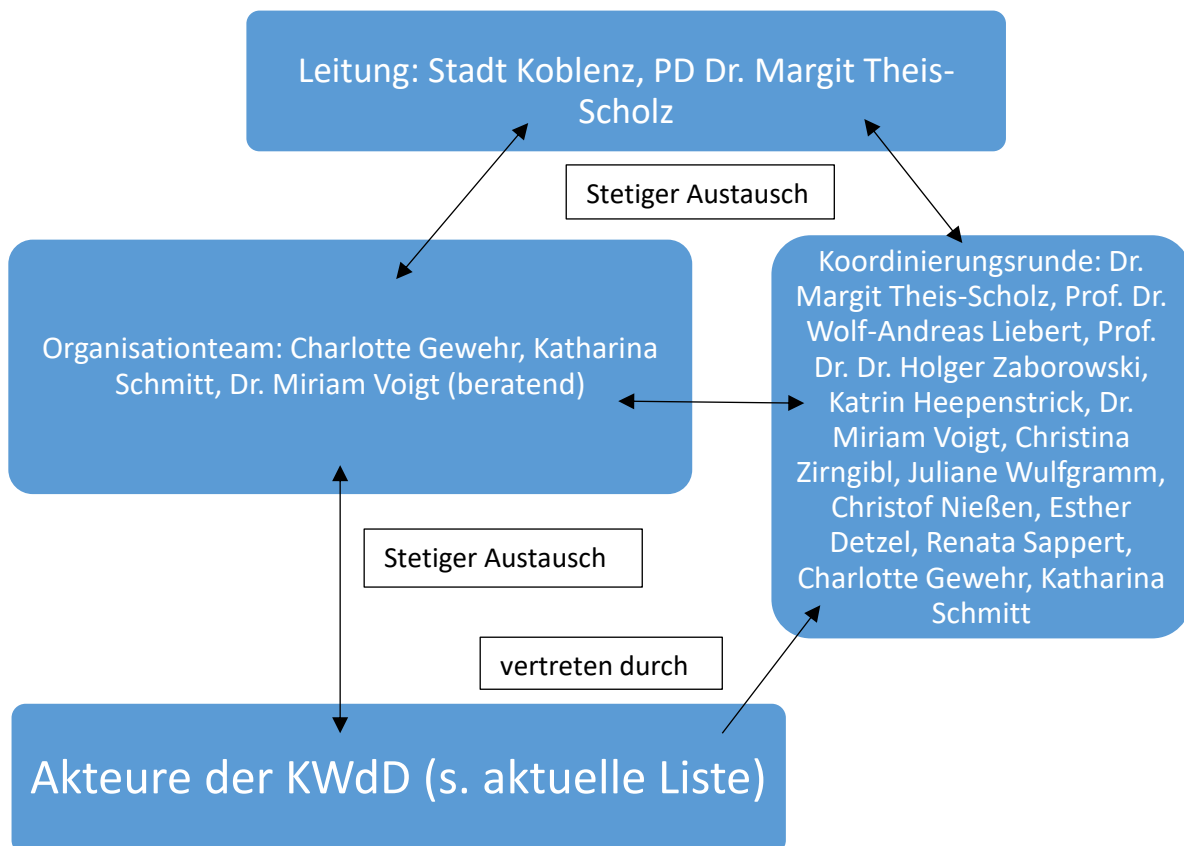 Leitung: Stadt Koblenz, PD Dr. Margit Theis-
Scholz
Stetiger Austausch
Organisationteam: Charlotte Gewehr, Katharina
Schmitt, Dr. Miriam Voigt (beratend)
Koordinierungsrunde: Dr.
Margit Theis-Scholz, Prof. Dr.
Wolf-Andreas Liebert, Prof.
Dr. Dr. Holger Zaborowski,
Katrin Heepenstrick, Dr.
Miriam Voigt, Christina
Zirngibl, Juliane Wulfgramm,
Christof Nießen, Esther
Detzel, Renata Sappert,
Charlotte Gewehr, Katharina
Schmitt
Stetiger Austausch
vertreten durch
Akteure der KWdD (s. aktuelle Liste)